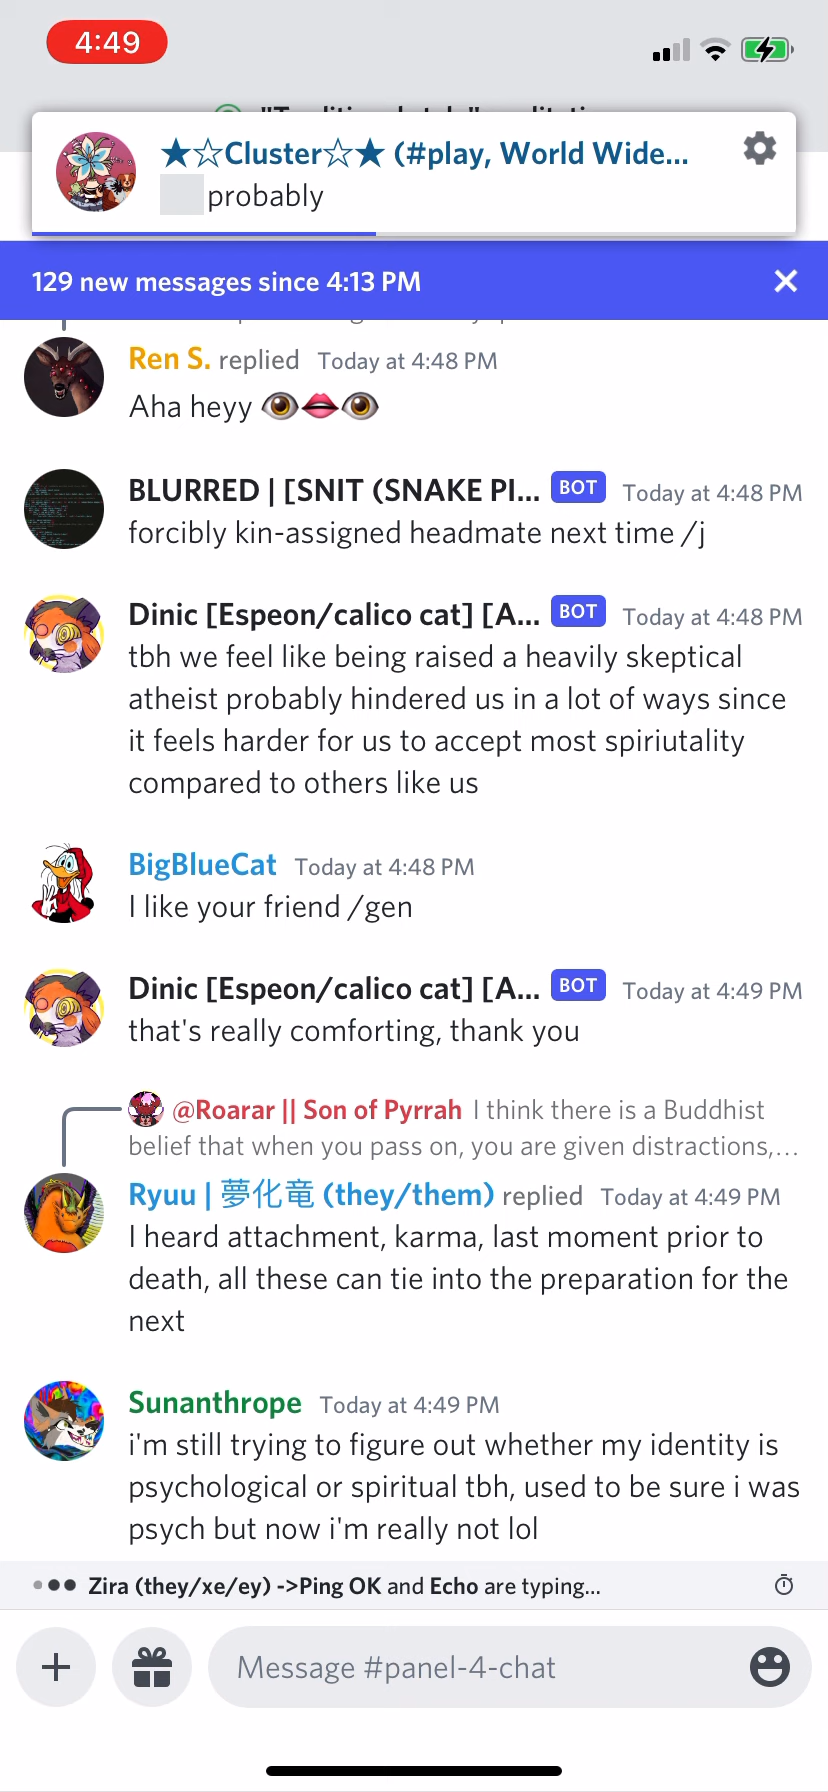 4:49
★☆Cluster☆★ (#play, World Wide...
probably
129 new messages since 4:13 PM
Ren S. replied Today at 4:48 PM
Aha heyy 👁️👄👁️
BLURRED | [SNIT (SNAKE PI... BOT Today at 4:48 PM
forcibly kin-assigned headmate next time /j
Dinic [Espeon/calico cat] [A... BOT Today at 4:48 PM
tbh we feel like being raised a heavily skeptical
atheist probably hindered us in a lot of ways since
it feels harder for us to accept most spiriutality
compared to others like us
BigBlueCat Today at 4:48 PM
I like your friend /gen
Dinic [Espeon/calico cat] [A... BOT Today at 4:49 PM
that's really comforting, thank you
@Roarar || Son of Pyrrah I think there is a Buddhist
belief that when you pass on, you are given distractions,...
Ryuu | 夢化竜 (they/them) replied Today at 4:49 PM
I heard attachment, karma, last moment prior to
death, all these can tie into the preparation for the
next
Sunanthrope Today at 4:49 PM
i'm still trying to figure out whether my identity is
psychological or spiritual tbh, used to be sure i was
psych but now i'm really not lol
Zira (they/xe/ey) ->Ping OK and Echo are typing...
Message #panel-4-chat